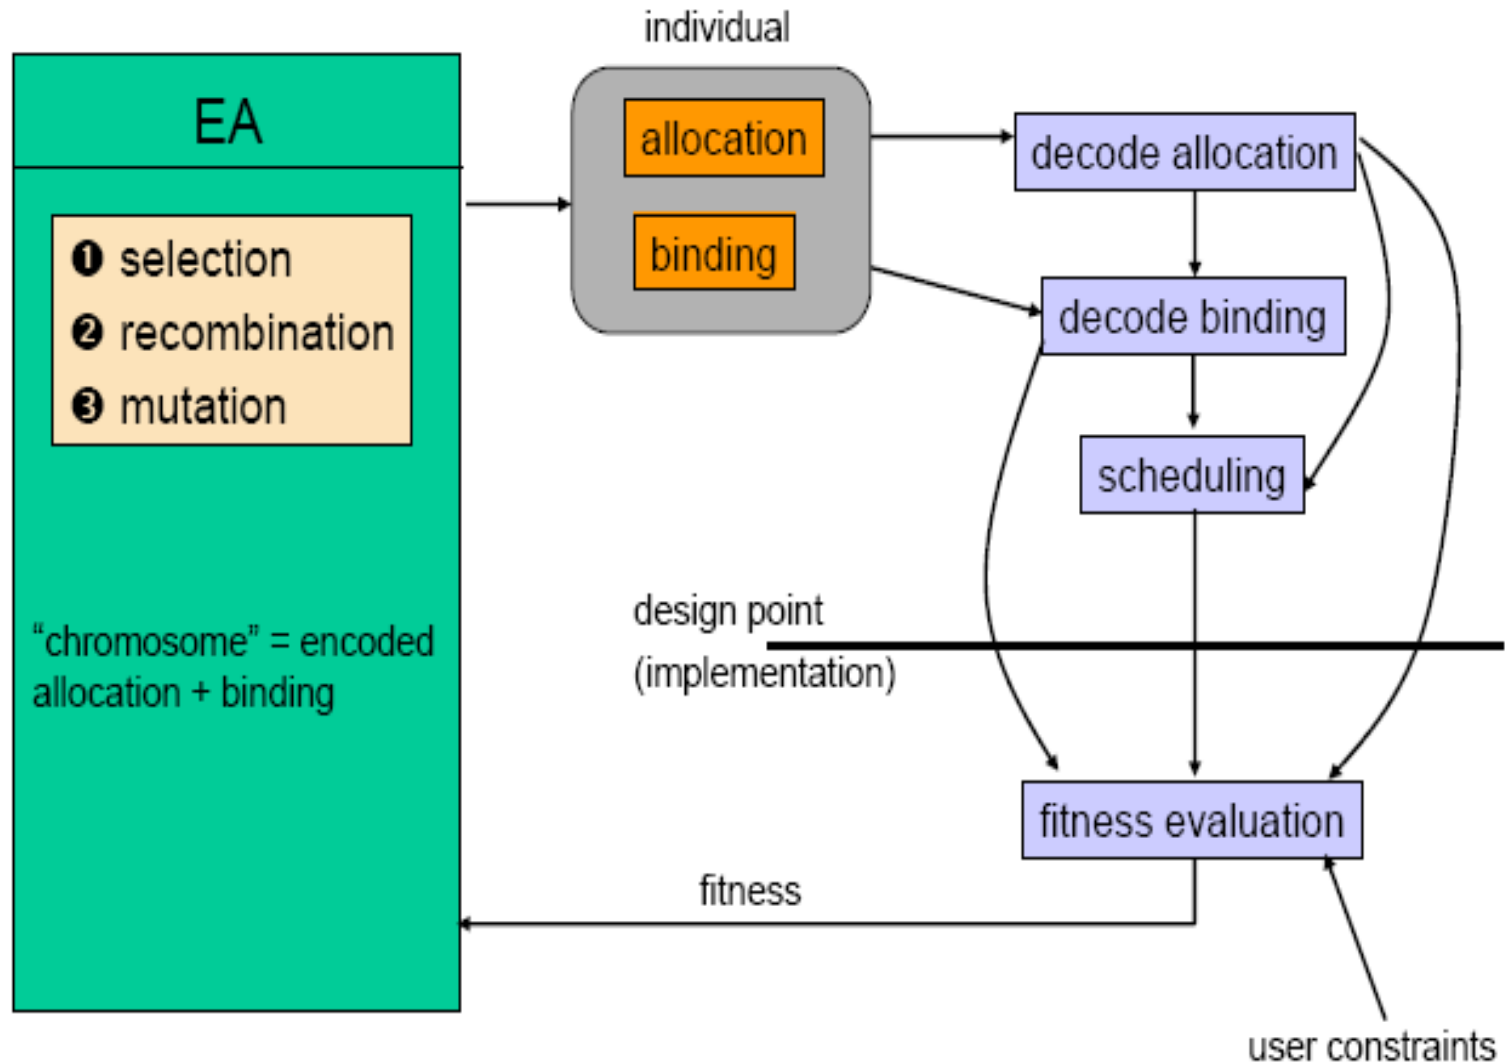 individual
EA
allocation
decode allocation
❶ selection
binding
❷ recombination
decode binding
❸ mutation
scheduling
design point
(implementation)
“chromosome” = encoded
allocation + binding
fitness evaluation
fitness
user constraints